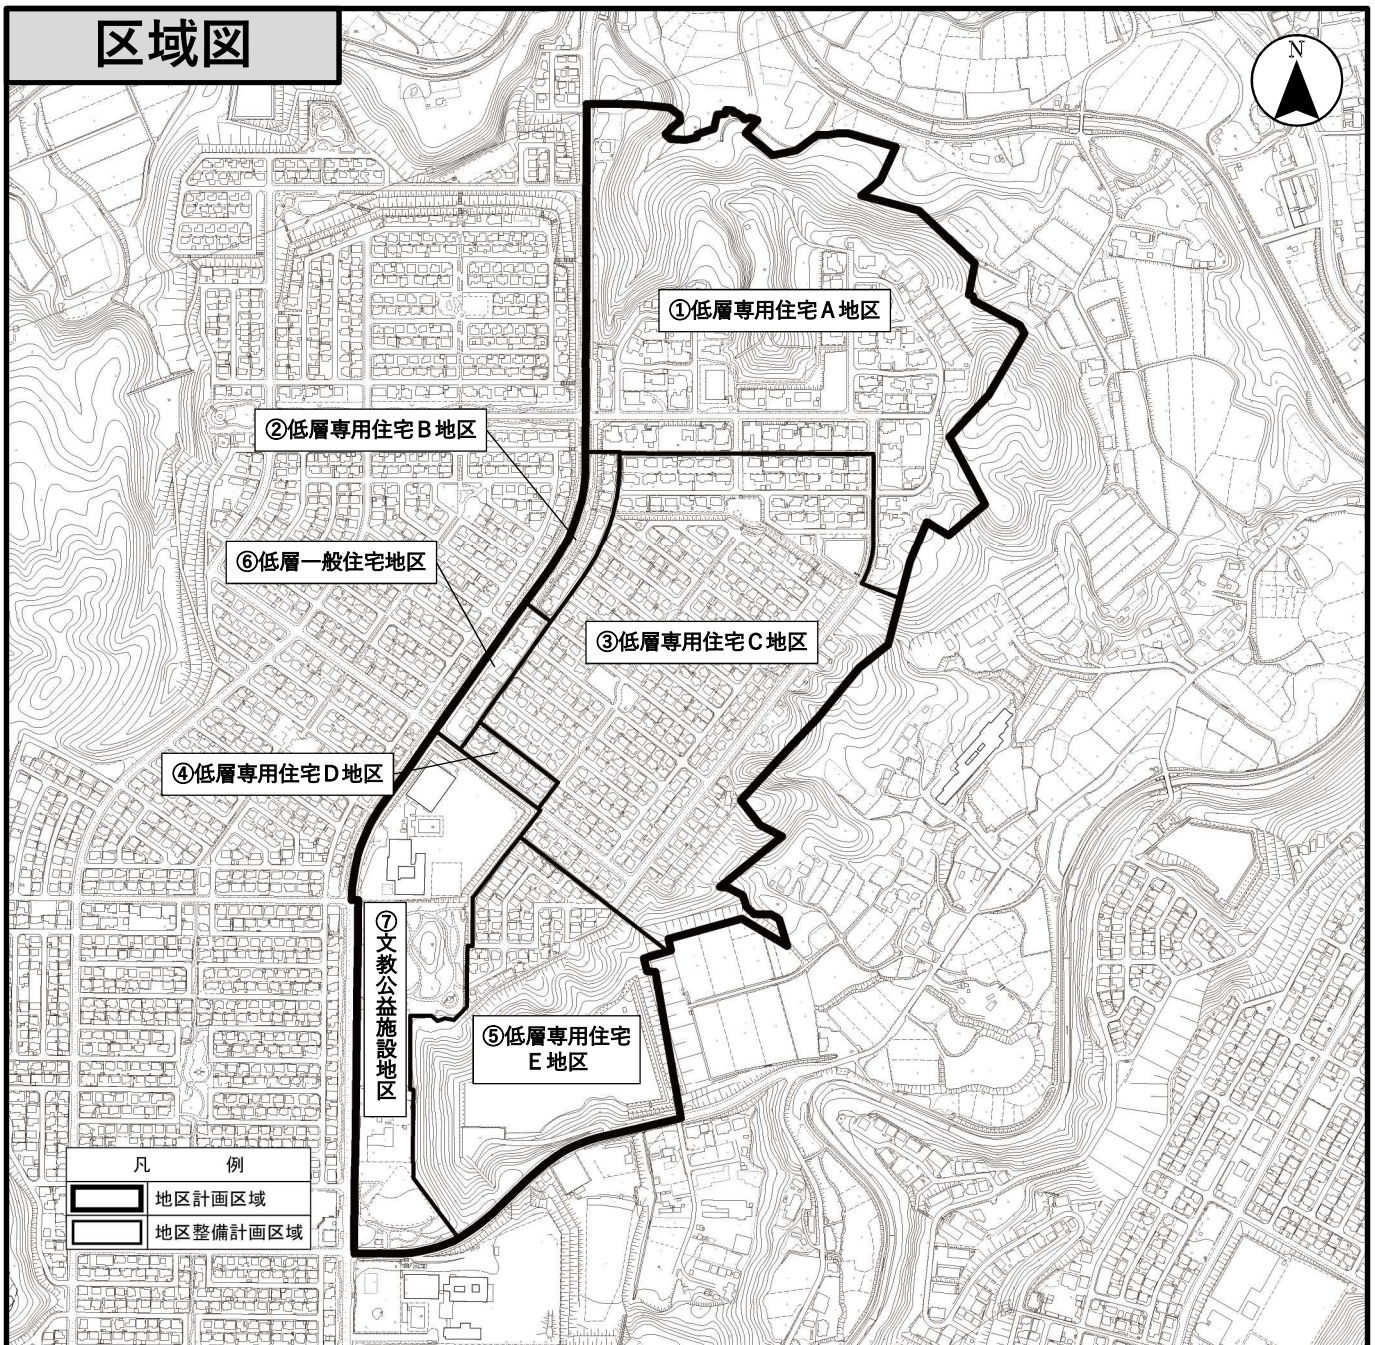 区域図
N
①低層専用住宅A地区
②低層専用住宅B地区
⑥低層一般住宅地区
③低層専用住宅C地区
④低層専用住宅D地区
⑦文教公益施設地区
⑤低層専用住宅
E地区
凡 例
地区計画区域
地区整備計画区域